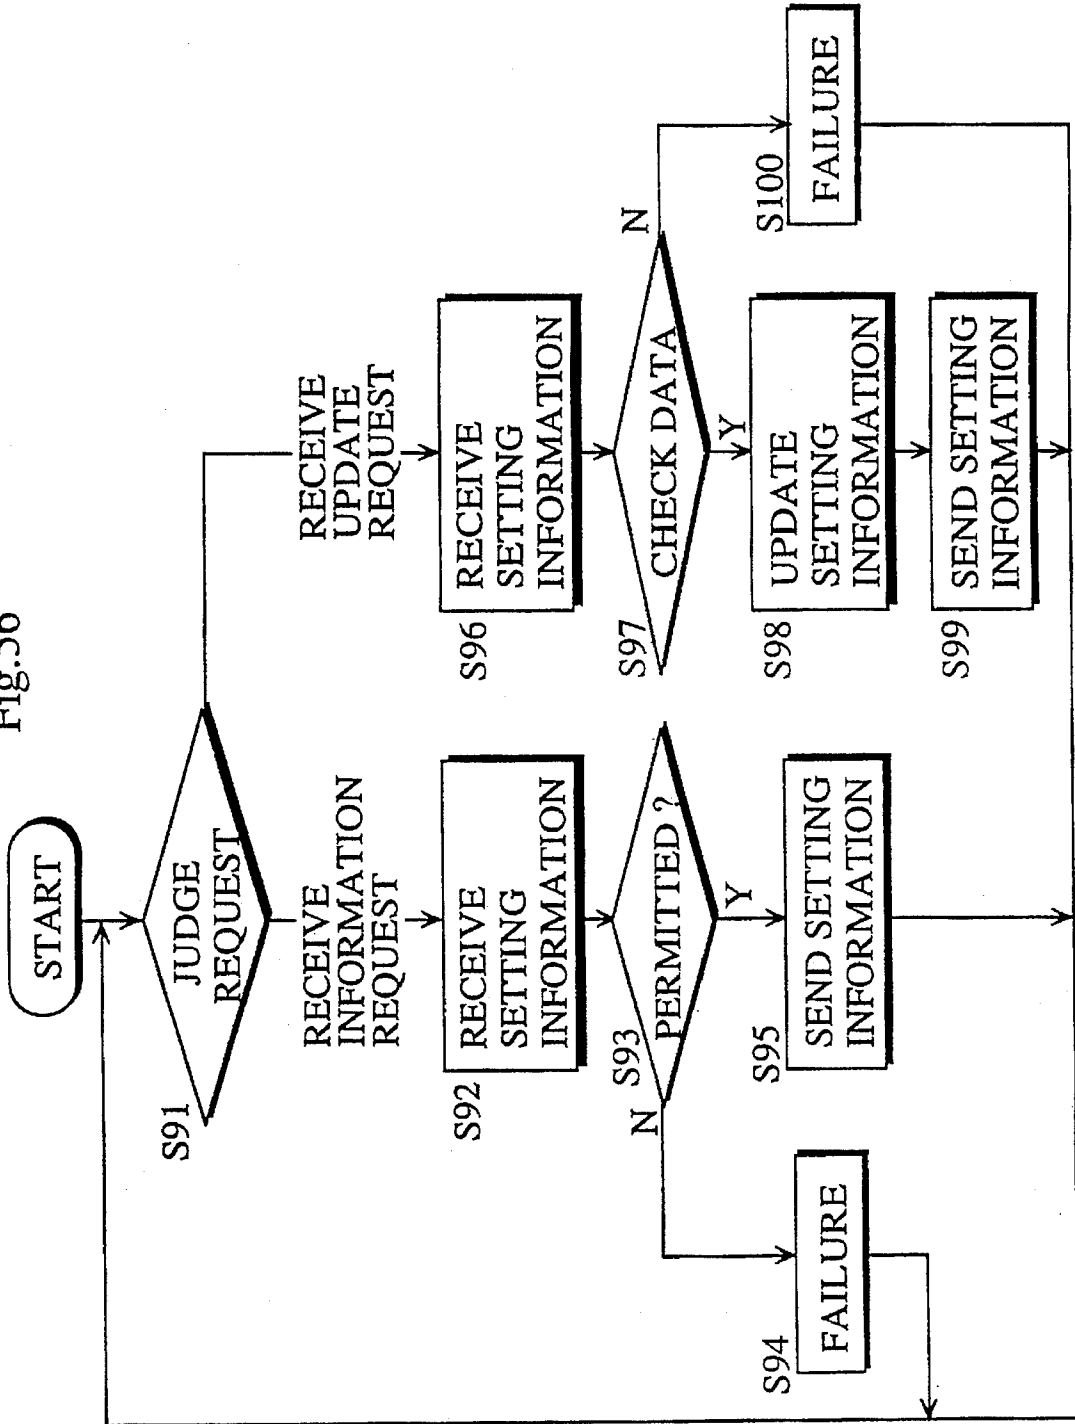 START
S91
JUDGE
REQUEST
RECEIVE
INFORMATION
REQUEST
RECEIVE
UPDATE
REQUEST
S92
RECEIVE
SETTING
INFORMATION
S96
RECEIVE
SETTING
INFORMATION
S93
PERMITTED ?
N
Y
S97
CHECK DATA
N
Y
S94
FAILURE
S95
SEND SETTING
INFORMATION
S98
UPDATE
SETTING
INFORMATION
S100
FAILURE
S99
SEND SETTING
INFORMATION